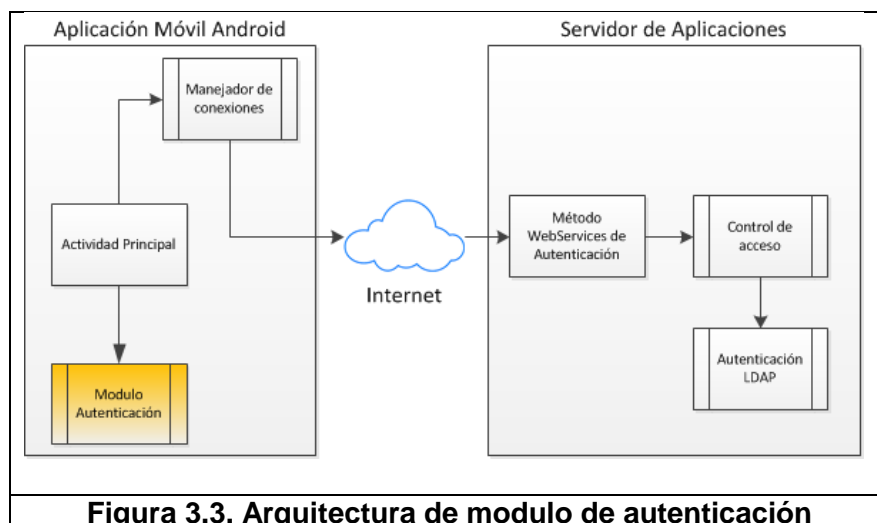 Aplicación Móvil Android
Servidor de Aplicaciones
Manejador de
conexiones
Actividad Principal
Modulo
Autenticación
Internet
Método
WebServices de
Autenticación
Control de
acceso
Autenticación
LDAP
Figura 3.3. Arquitectura de modulo de autenticación